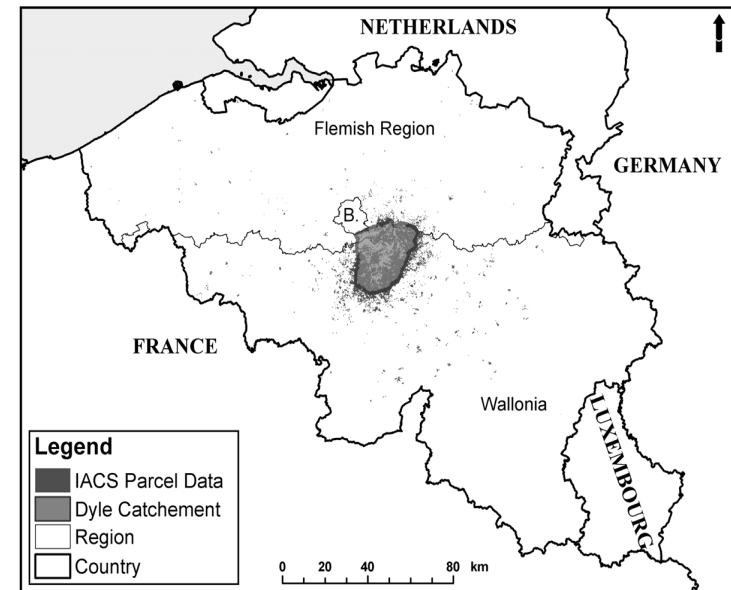 NETHERLANDS
Flemish Region
GERMANY
B.
FRANCE
Wallonia
LUXEMBOURG
Legend
IACS Parcel Data
Dyle Catchement
Region
Country
0 20 40 80 km